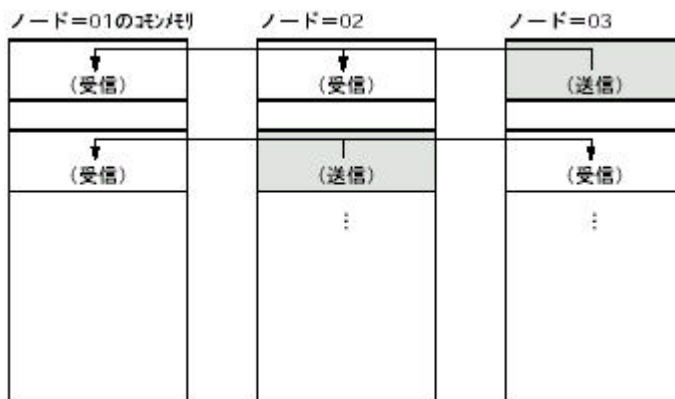 ノード=01のコモンメモリ
ノード=02
ノード=03
(受信)
(受信)
(送信)
(受信)
(送信)
(受信)
⋮
⋮